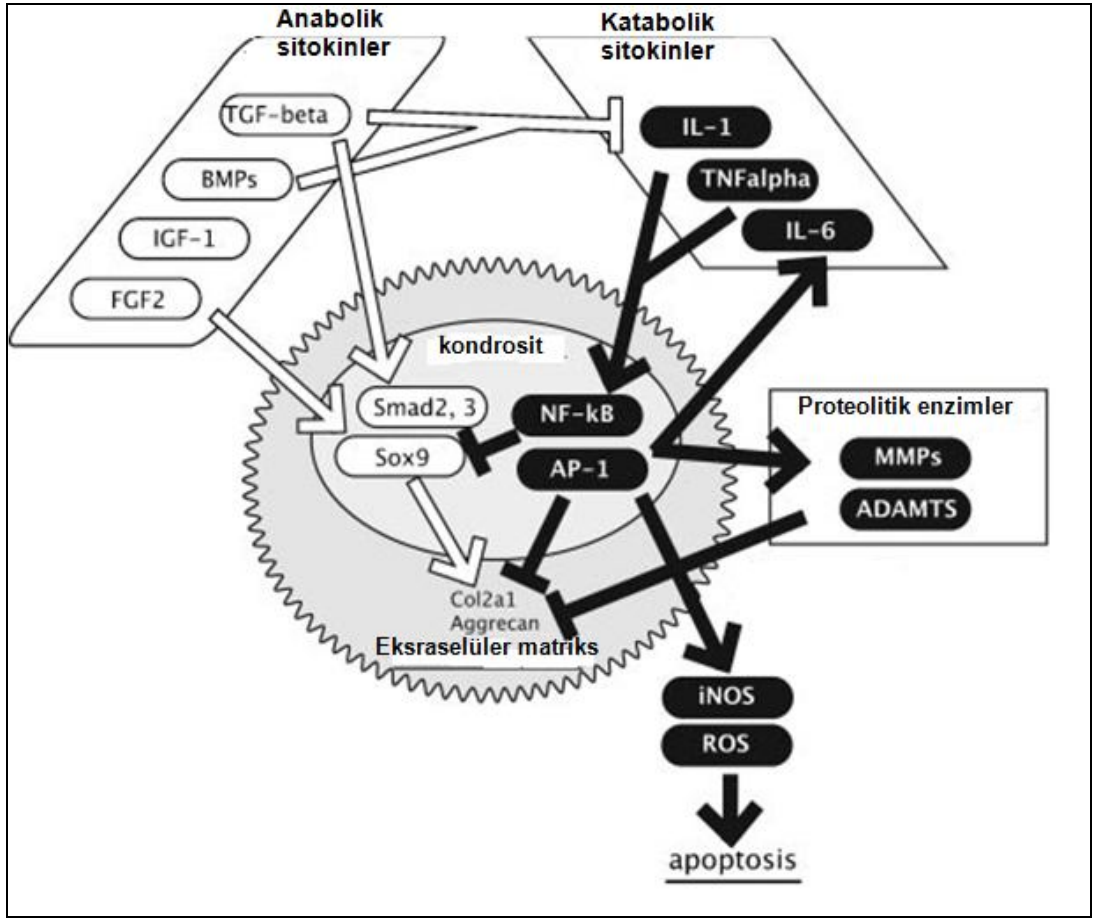 Anabolik
sitokinler
Katabolik
sitokinler
TGF-beta
BMPs
IGF-1
FGF2
IL-1
TNFalpha
IL-6
kondrosit
Smad2, 3
Sox9
NF-kB
AP-1
Proteolitik enzimler
MMPs
ADAMTS
Col2a1
Aggrecan
Eksraselüler matriks
iNOS
ROS
apoptosis